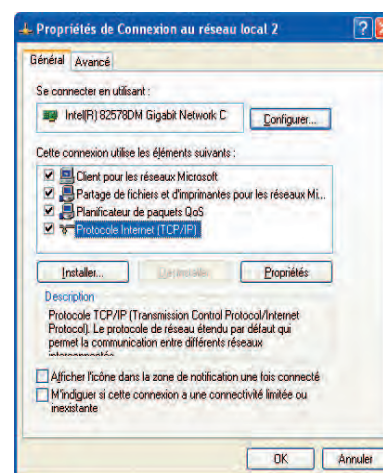 Propriétés de Connexion au réseau local 2
Général Avancé
Se connecter en utilisant :
Intel(R) 82578DM Gigabit Network C
Configurer...
Cette connexion utilise les éléments suivants :
Client pour les réseaux Microsoft
Partage de fichiers et d'imprimantes pour les réseaux Mi...
Planificateur de paquets QoS
Protocole Internet (TCP/IP)
Installer... Désinstaller Propriétés
Description
Protocole TCP/IP (Transmission Control Protocol/Internet
Protocol). Le protocole de réseau étendu par défaut qui
permet la communication entre différents réseaux
interconnectés.
Afficher l'icône dans la zone de notification une fois connecté
M'indiquer si cette connexion a une connectivité limitée ou
inexistante
OK Annuler